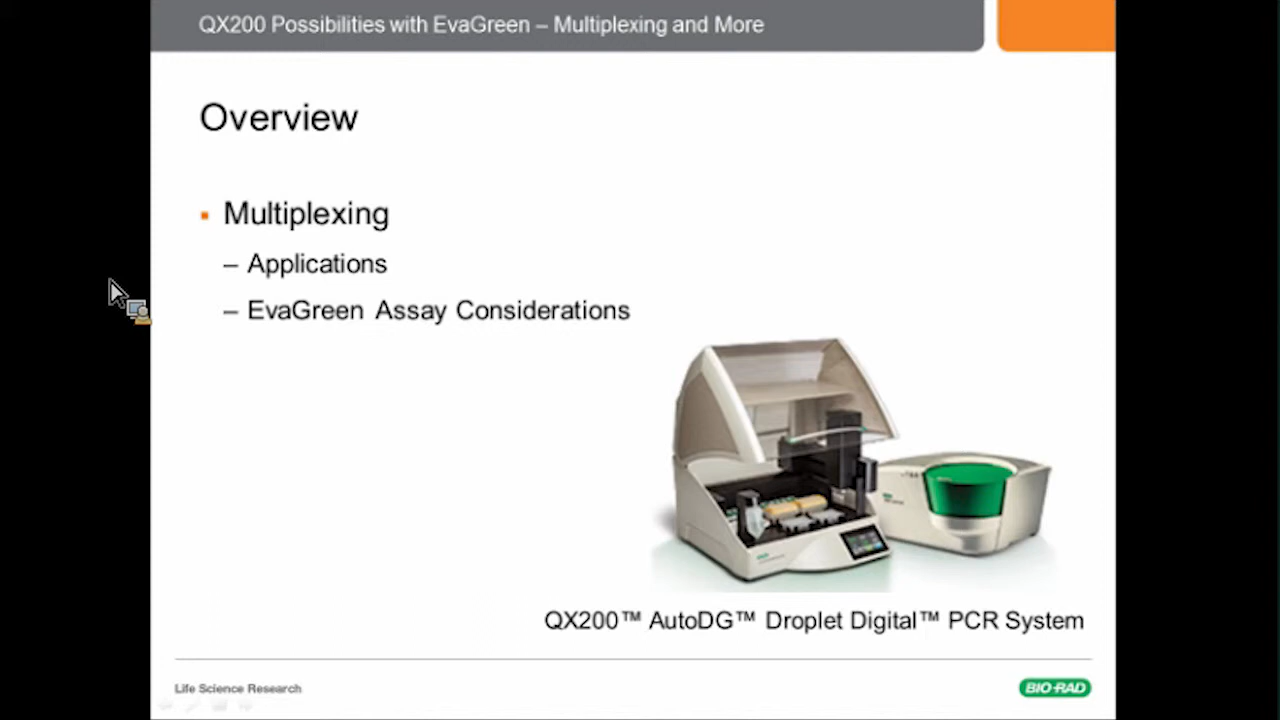 QX200 Possibilities with EvaGreen – Multiplexing and More
Overview
▪ Multiplexing
– Applications
– EvaGreen Assay Considerations
QX200™ AutoDG™ Droplet Digital™ PCR System
Life Science Research
BIO-RAD